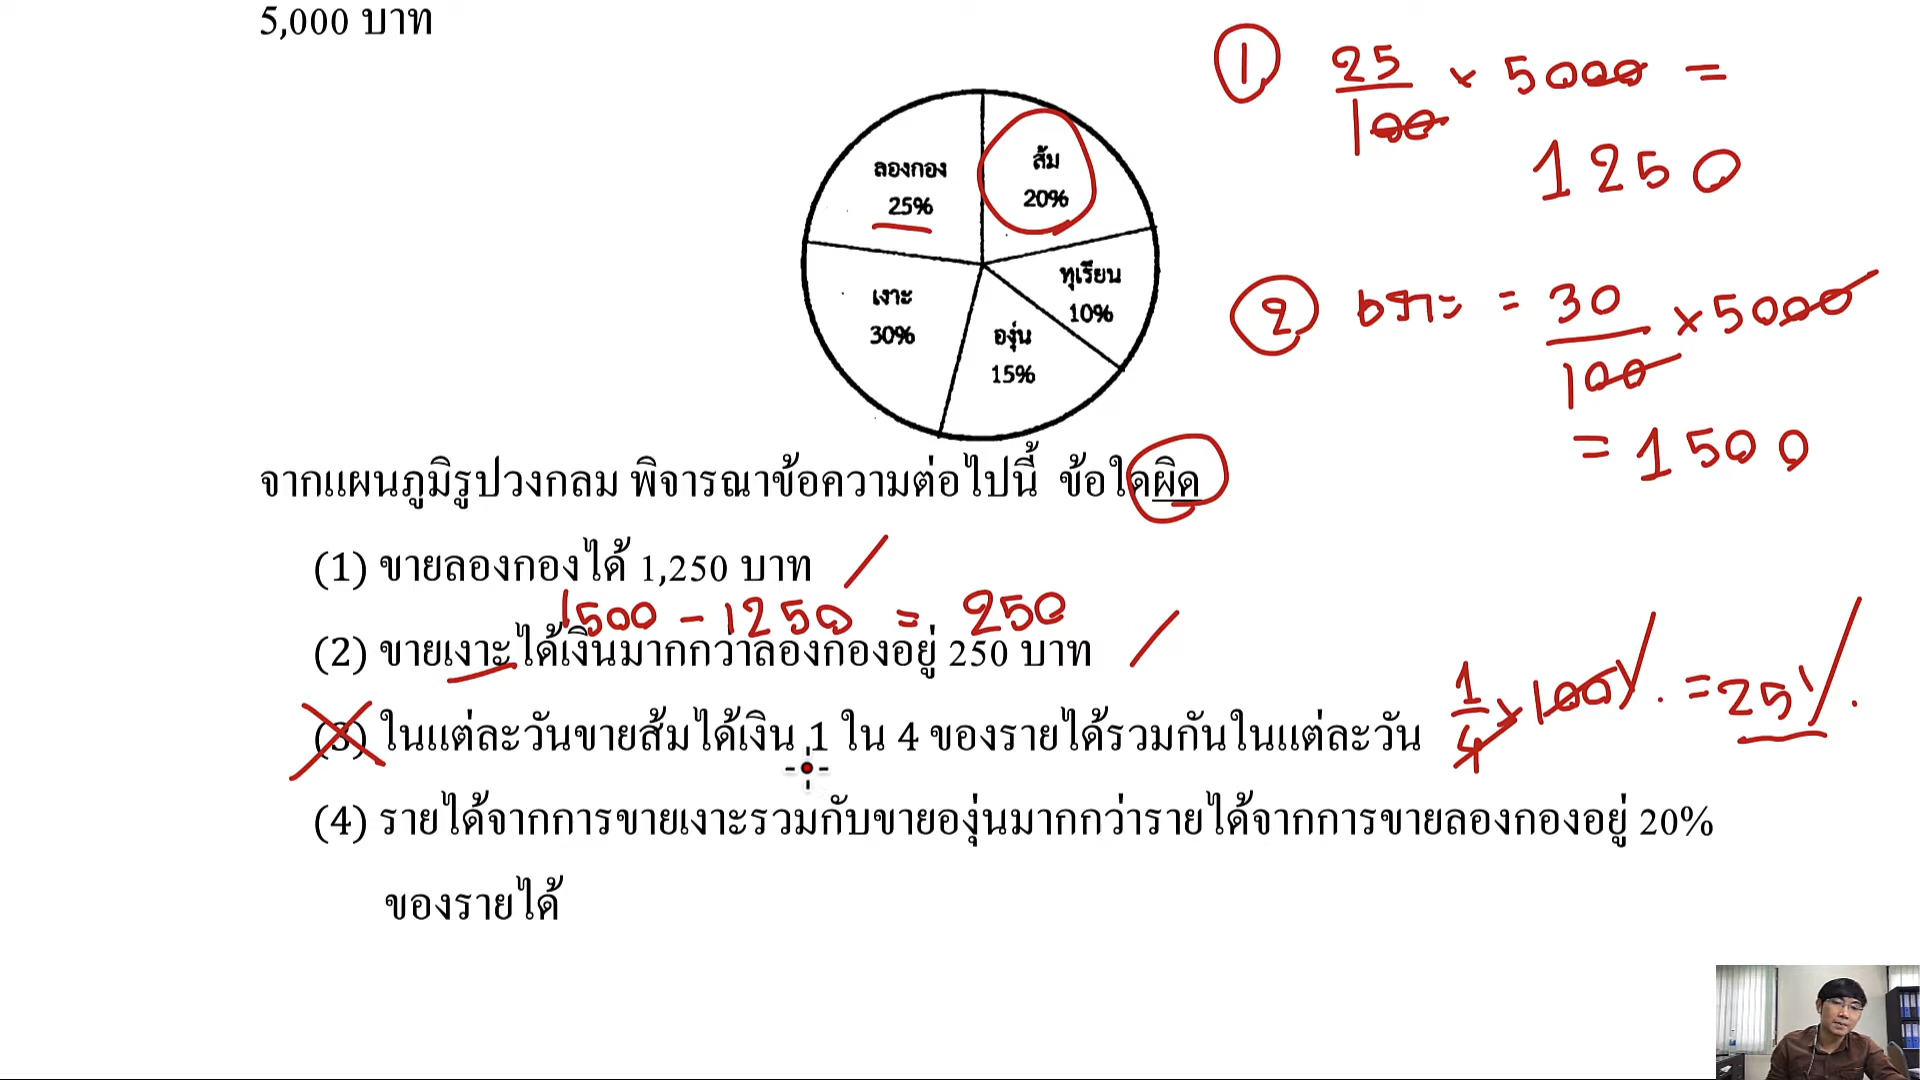 5,000 บาท
① 25/100 × 5000 =
1250
ลองกอง
25%
ส้ม
20%
ทุเรียน
10%
องุ่น
15%
เงาะ
30%
② เงาะ = 30/100 × 5000
= 1500
จากแผนภูมิรูปวงกลม พิจารณาข้อความต่อไปนี้ ข้อใดผิด
(1) ขายลองกองได้ 1,250 บาท
1500 - 1250 = 250
(2) ขายเงาะได้เงินมากกว่าลองกองอยู่ 250 บาท
(3) ในแต่ละวันขายส้มได้เงิน 1 ใน 4 ของรายได้รวมกันในแต่ละวัน
1/4 × 100% = 25%
(4) รายได้จากการขายเงาะรวมกับขายองุ่นมากกว่ารายได้จากการขายลองกองอยู่ 20%
ของรายได้